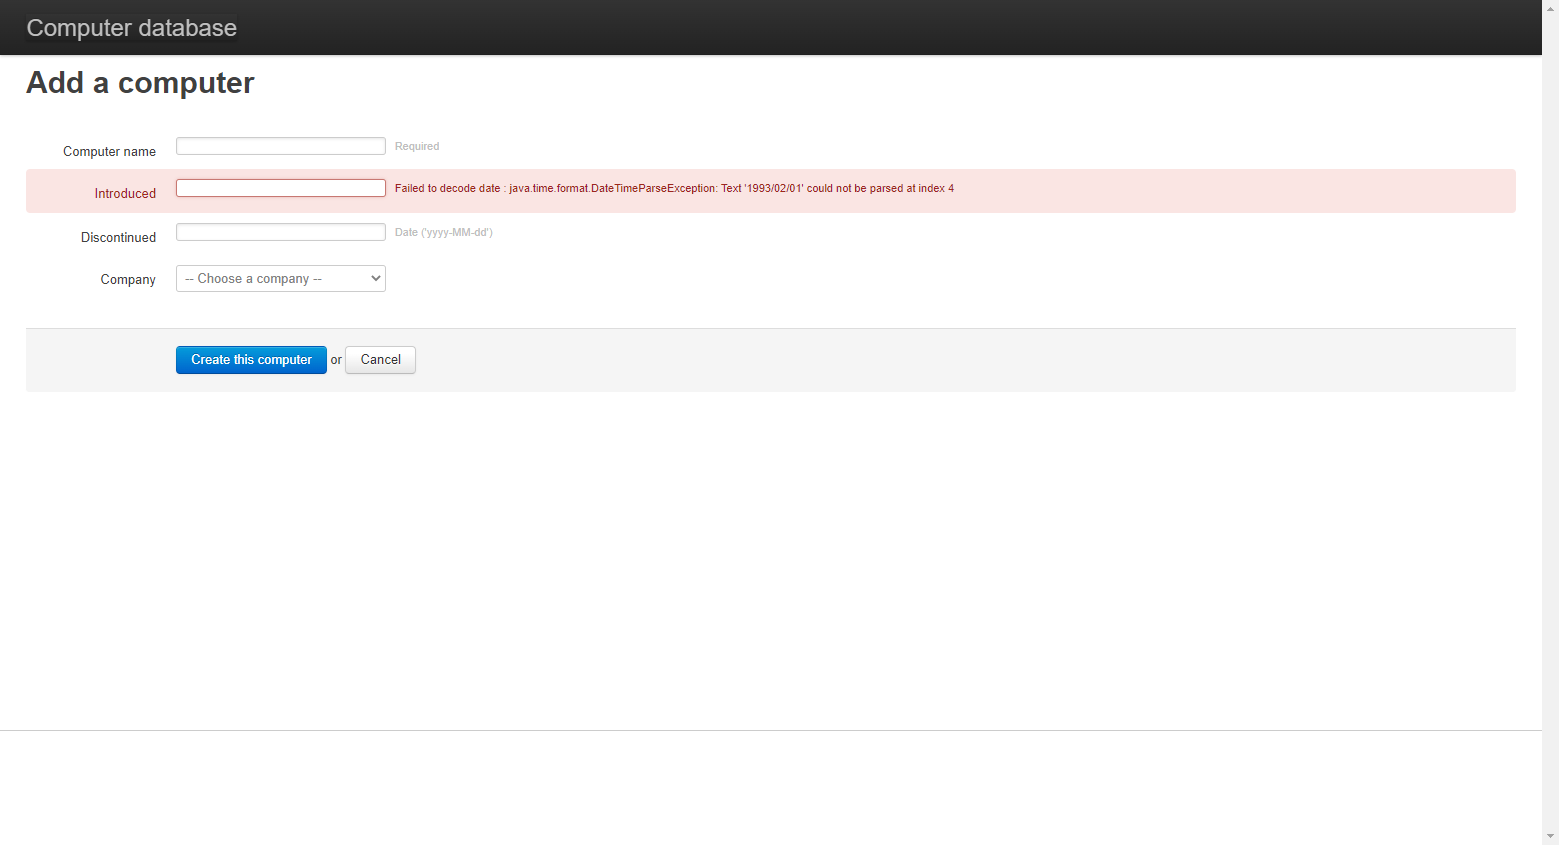 Computer database
Add a computer
Computer name Required
Introduced Failed to decode date : java.time.format.DateTimeParseException: Text '1993/02/01' could not be parsed at index 4
Discontinued Date ('yyyy-MM-dd')
Company -- Choose a company --
Create this computer or Cancel